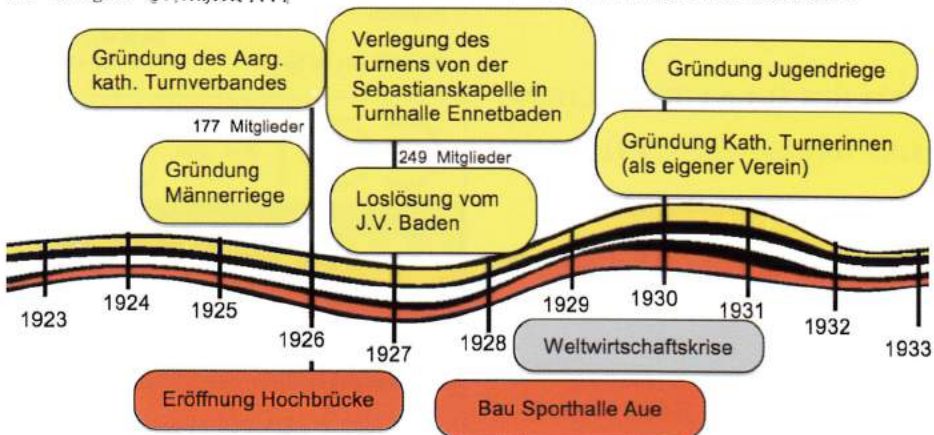 Gründung des Aarg.
kath. Turnverbandes
177 Mitglieder
Gründung
Männerriege
Verlegung des
Turnens von der
Sebastianskapelle in
Turnhalle Ennetbaden
249 Mitglieder
Loslösung vom
J.V. Baden
Gründung Jugendriege
Gründung Kath. Turnerinnen
(als eigener Verein)
1923
1924
1925
1926
1927
1928
1929
1930
1931
1932
1933
Weltwirtschaftskrise
Eröffnung Hochbrücke
Bau Sporthalle Aue